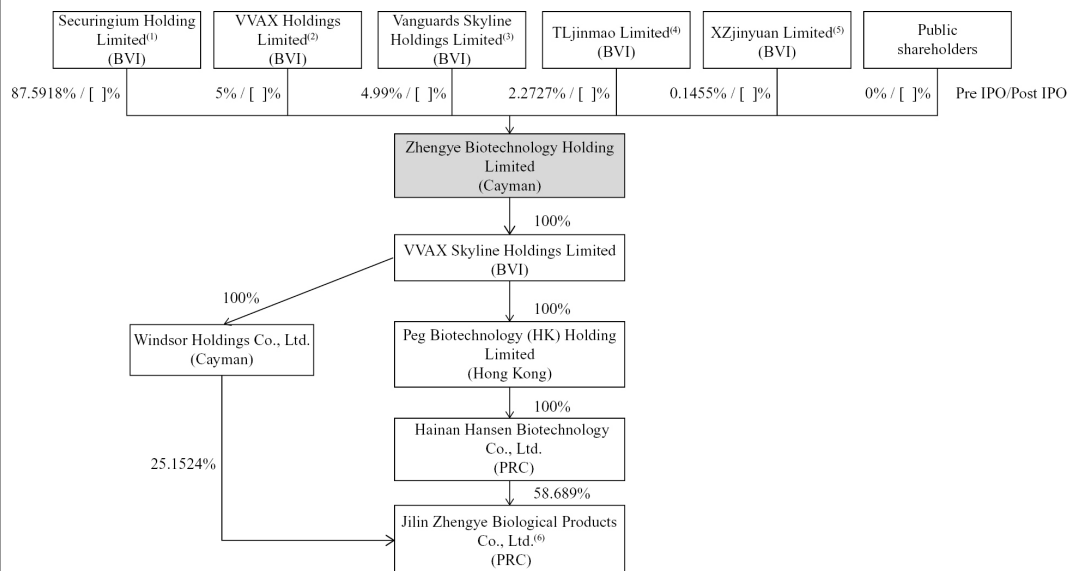 Securingium Holding
Limited(1)
(BVI)
VVAX Holdings
Limited(2)
(BVI)
Vanguards Skyline
Holdings Limited(3)
(BVI)
TLjinmao Limited(4)
(BVI)
XZjinyuan Limited(5)
(BVI)
Public
shareholders
87.5918% / [ ]%
5% / [ ]%
4.99% / [ ]%
2.2727% / [ ]%
0.1455% / [ ]%
0% / [ ]%
Pre IPO/Post IPO
Zhengye Biotechnology Holding
Limited
(Cayman)
100%
VVAX Skyline Holdings Limited
(BVI)
100%
100%
Windsor Holdings Co., Ltd.
(Cayman)
Peg Biotechnology (HK) Holding
Limited
(Hong Kong)
100%
Hainan Hansen Biotechnology
Co., Ltd.
(PRC)
25.1524%
58.689%
Jilin Zhengye Biological Products
Co., Ltd.(6)
(PRC)